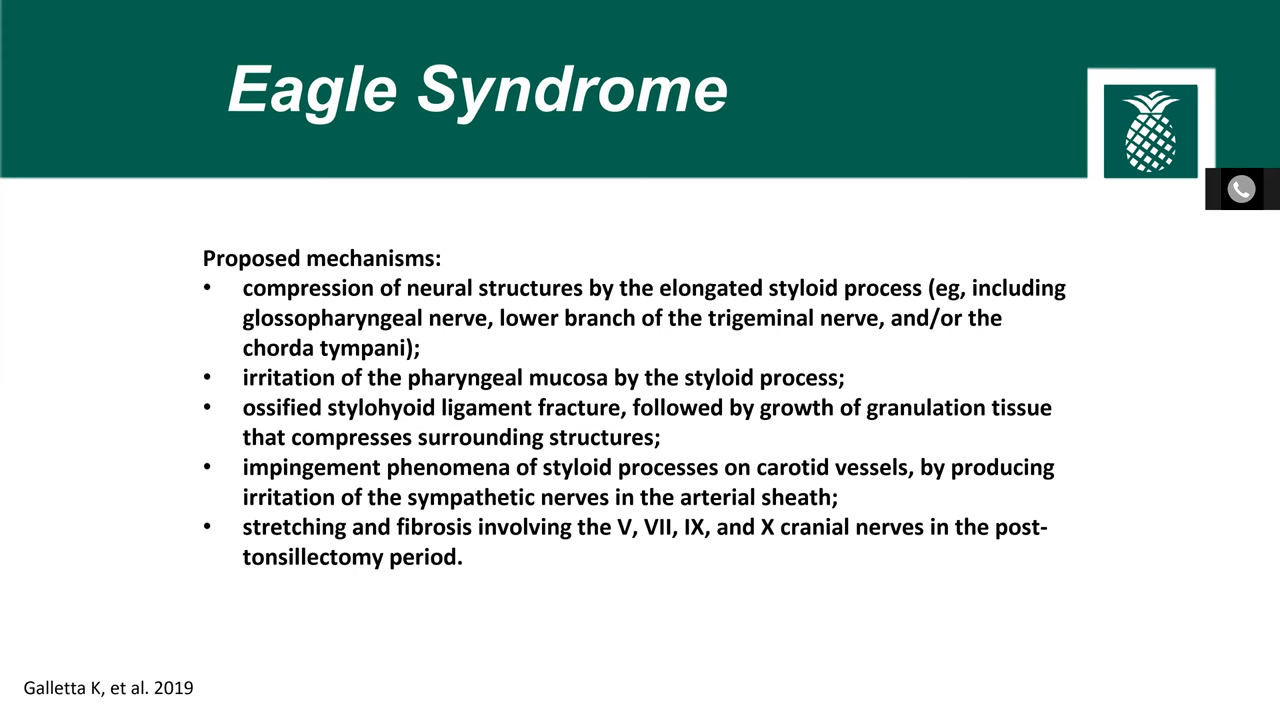 Eagle Syndrome
Proposed mechanisms:
• compression of neural structures by the elongated styloid process (eg, including
glossopharyngeal nerve, lower branch of the trigeminal nerve, and/or the
chorda tympani);
• irritation of the pharyngeal mucosa by the styloid process;
• ossified stylohyoid ligament fracture, followed by growth of granulation tissue
that compresses surrounding structures;
• impingement phenomena of styloid processes on carotid vessels, by producing
irritation of the sympathetic nerves in the arterial sheath;
• stretching and fibrosis involving the V, VII, IX, and X cranial nerves in the post-
tonsillectomy period.
Galletta K, et al. 2019